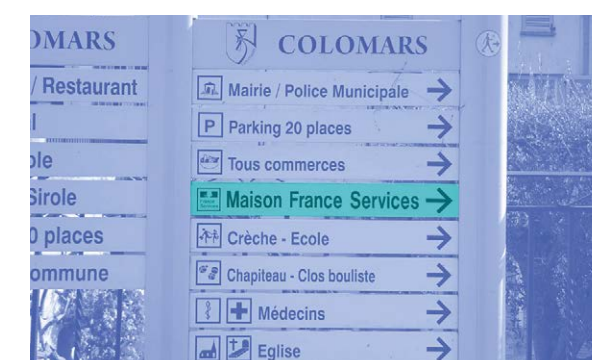 OMARS
/ Restaurant
l
ole
Sirole
0 places
ommune
COLOMARS
Mairie / Police Municipale
P Parking 20 places
Tous commerces
Maison France Services
Crèche - Ecole
Chapiteau - Clos bouliste
Médecins
Eglise